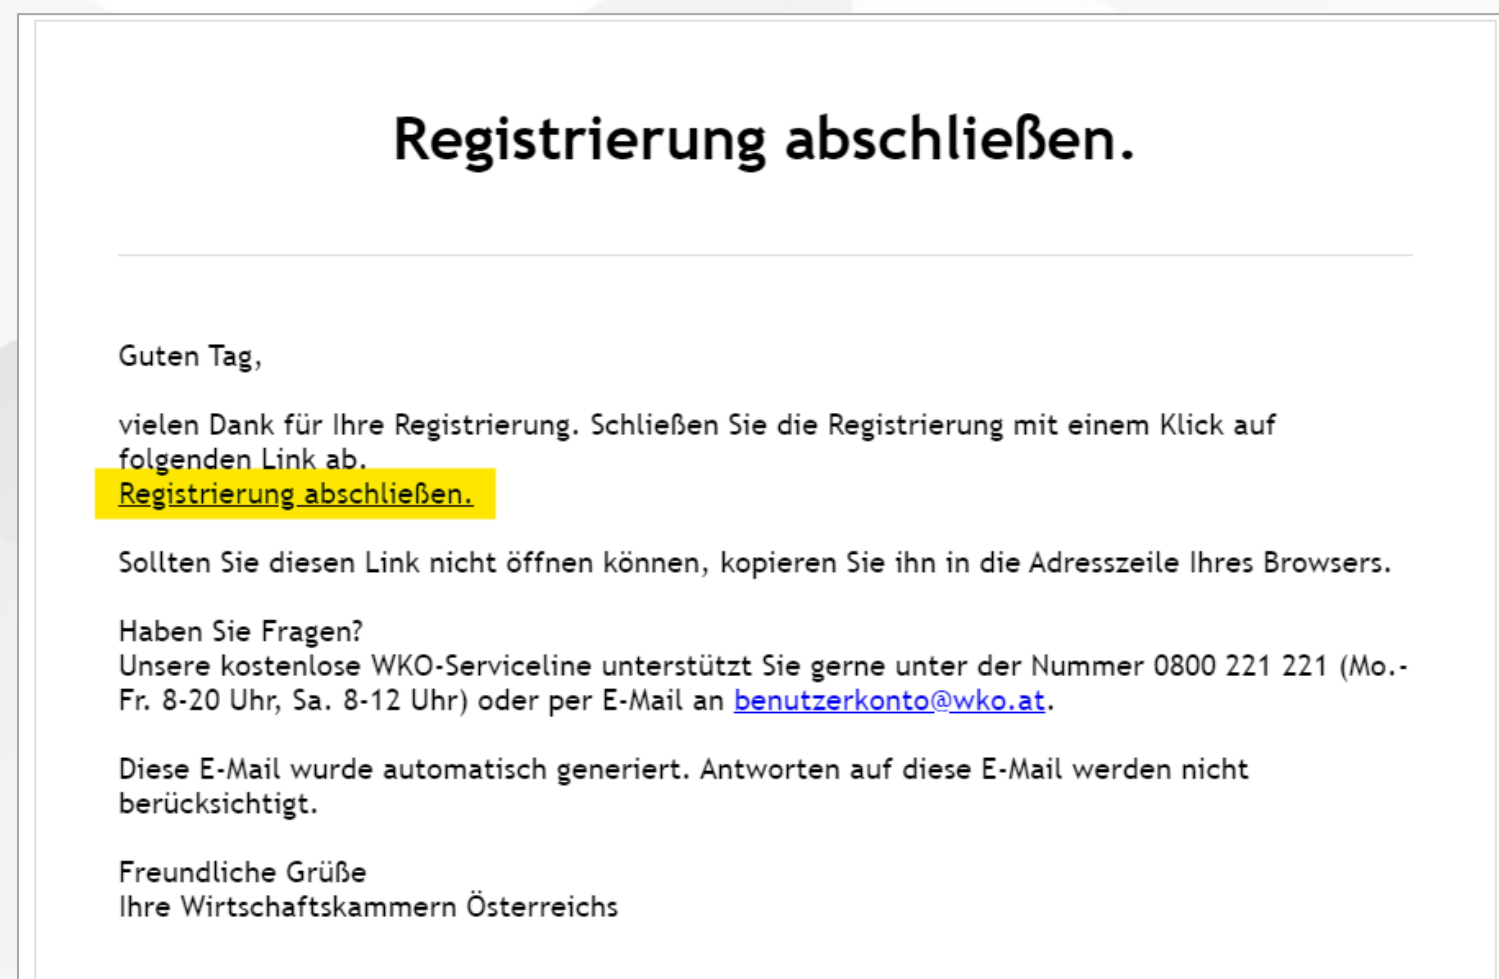 Registrierung abschließen.
Guten Tag,
vielen Dank für Ihre Registrierung. Schließen Sie die Registrierung mit einem Klick auf
folgenden Link ab.
Registrierung abschließen.
Sollten Sie diesen Link nicht öffnen können, kopieren Sie ihn in die Adresszeile Ihres Browsers.
Haben Sie Fragen?
Unsere kostenlose WKO-Serviceline unterstützt Sie gerne unter der Nummer 0800 221 221 (Mo.-
Fr. 8-20 Uhr, Sa. 8-12 Uhr) oder per E-Mail an benutzerkonto@wko.at.
Diese E-Mail wurde automatisch generiert. Antworten auf diese E-Mail werden nicht
berücksichtigt.
Freundliche Grüße
Ihre Wirtschaftskammern Österreichs